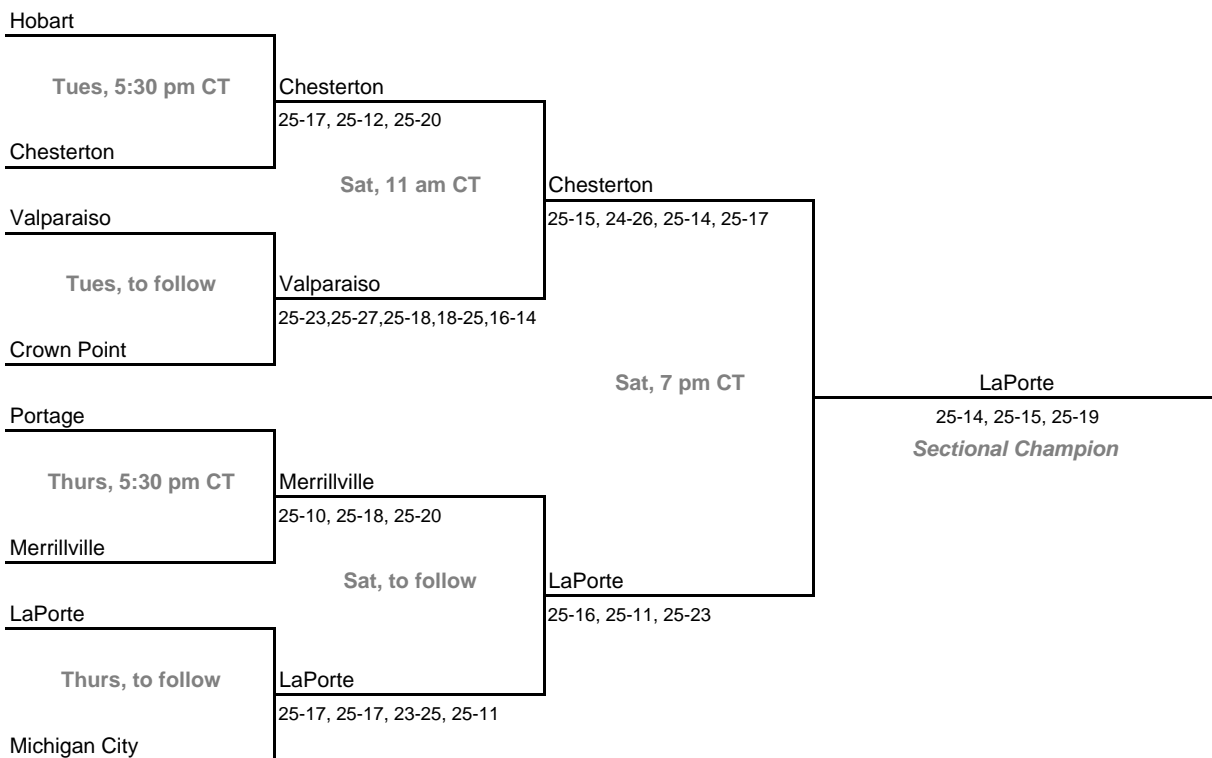 Hobart
Tues, 5:30 pm CT
Chesterton
25-17, 25-12, 25-20
Chesterton
Sat, 11 am CT
Chesterton
25-15, 24-26, 25-14, 25-17
Valparaiso
Tues, to follow
Valparaiso
25-23,25-27,25-18,18-25,16-14
Crown Point
Sat, 7 pm CT
LaPorte
25-14, 25-15, 25-19
Sectional Champion
Portage
Thurs, 5:30 pm CT
Merrillville
25-10, 25-18, 25-20
Merrillville
Sat, to follow
LaPorte
25-16, 25-11, 25-23
LaPorte
Thurs, to follow
LaPorte
25-17, 25-17, 23-25, 25-11
Michigan City